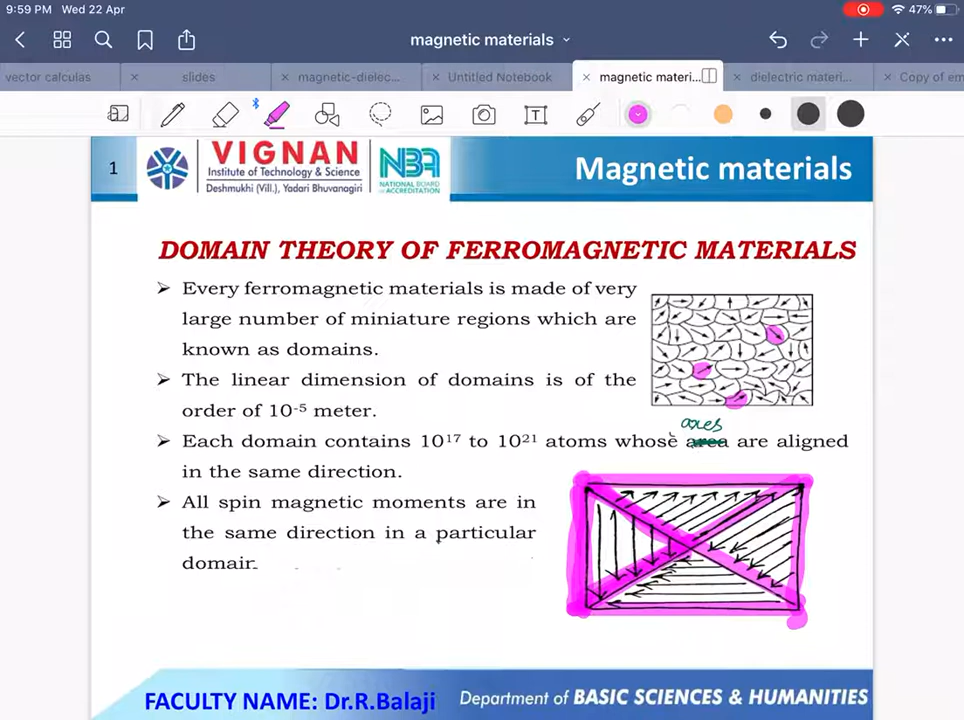 9:59 PM Wed 22 Apr
47%
magnetic materials
vector calculas
slides
magnetic-dielec...
Untitled Notebook
magnetic materi...
dielectric materi...
Copy of em
1
VIGNAN
Institute of Technology & Science
Deshmukhi (Vill.), Yadari Bhuvanagiri
NBA
NATIONAL BOARD
of ACCREDITATION
Magnetic materials
DOMAIN THEORY OF FERROMAGNETIC MATERIALS
➢ Every ferromagnetic materials is made of very
large number of miniature regions which are
known as domains.
➢ The linear dimension of domains is of the
order of 10⁻⁵ meter.
axes
➢ Each domain contains 10¹⁷ to 10²¹ atoms whose area are aligned
in the same direction.
➢ All spin magnetic moments are in
the same direction in a particular
domain.
FACULTY NAME: Dr.R.Balaji
Department of BASIC SCIENCES & HUMANITIES